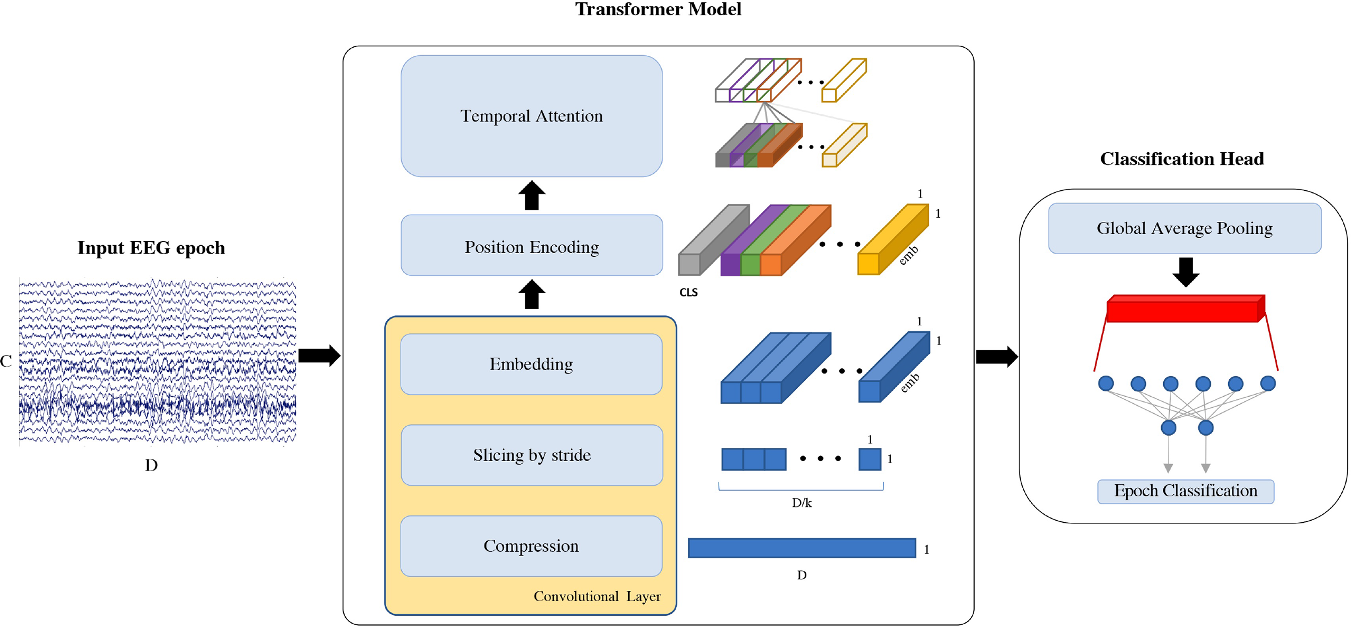 Transformer Model
Input EEG epoch
C
D
Temporal Attention
Position Encoding
Embedding
Slicing by stride
Compression
Convolutional Layer
CLS
1
1
emb
1
1
emb
1
1
D/k
1
D
Classification Head
Global Average Pooling
Epoch Classification